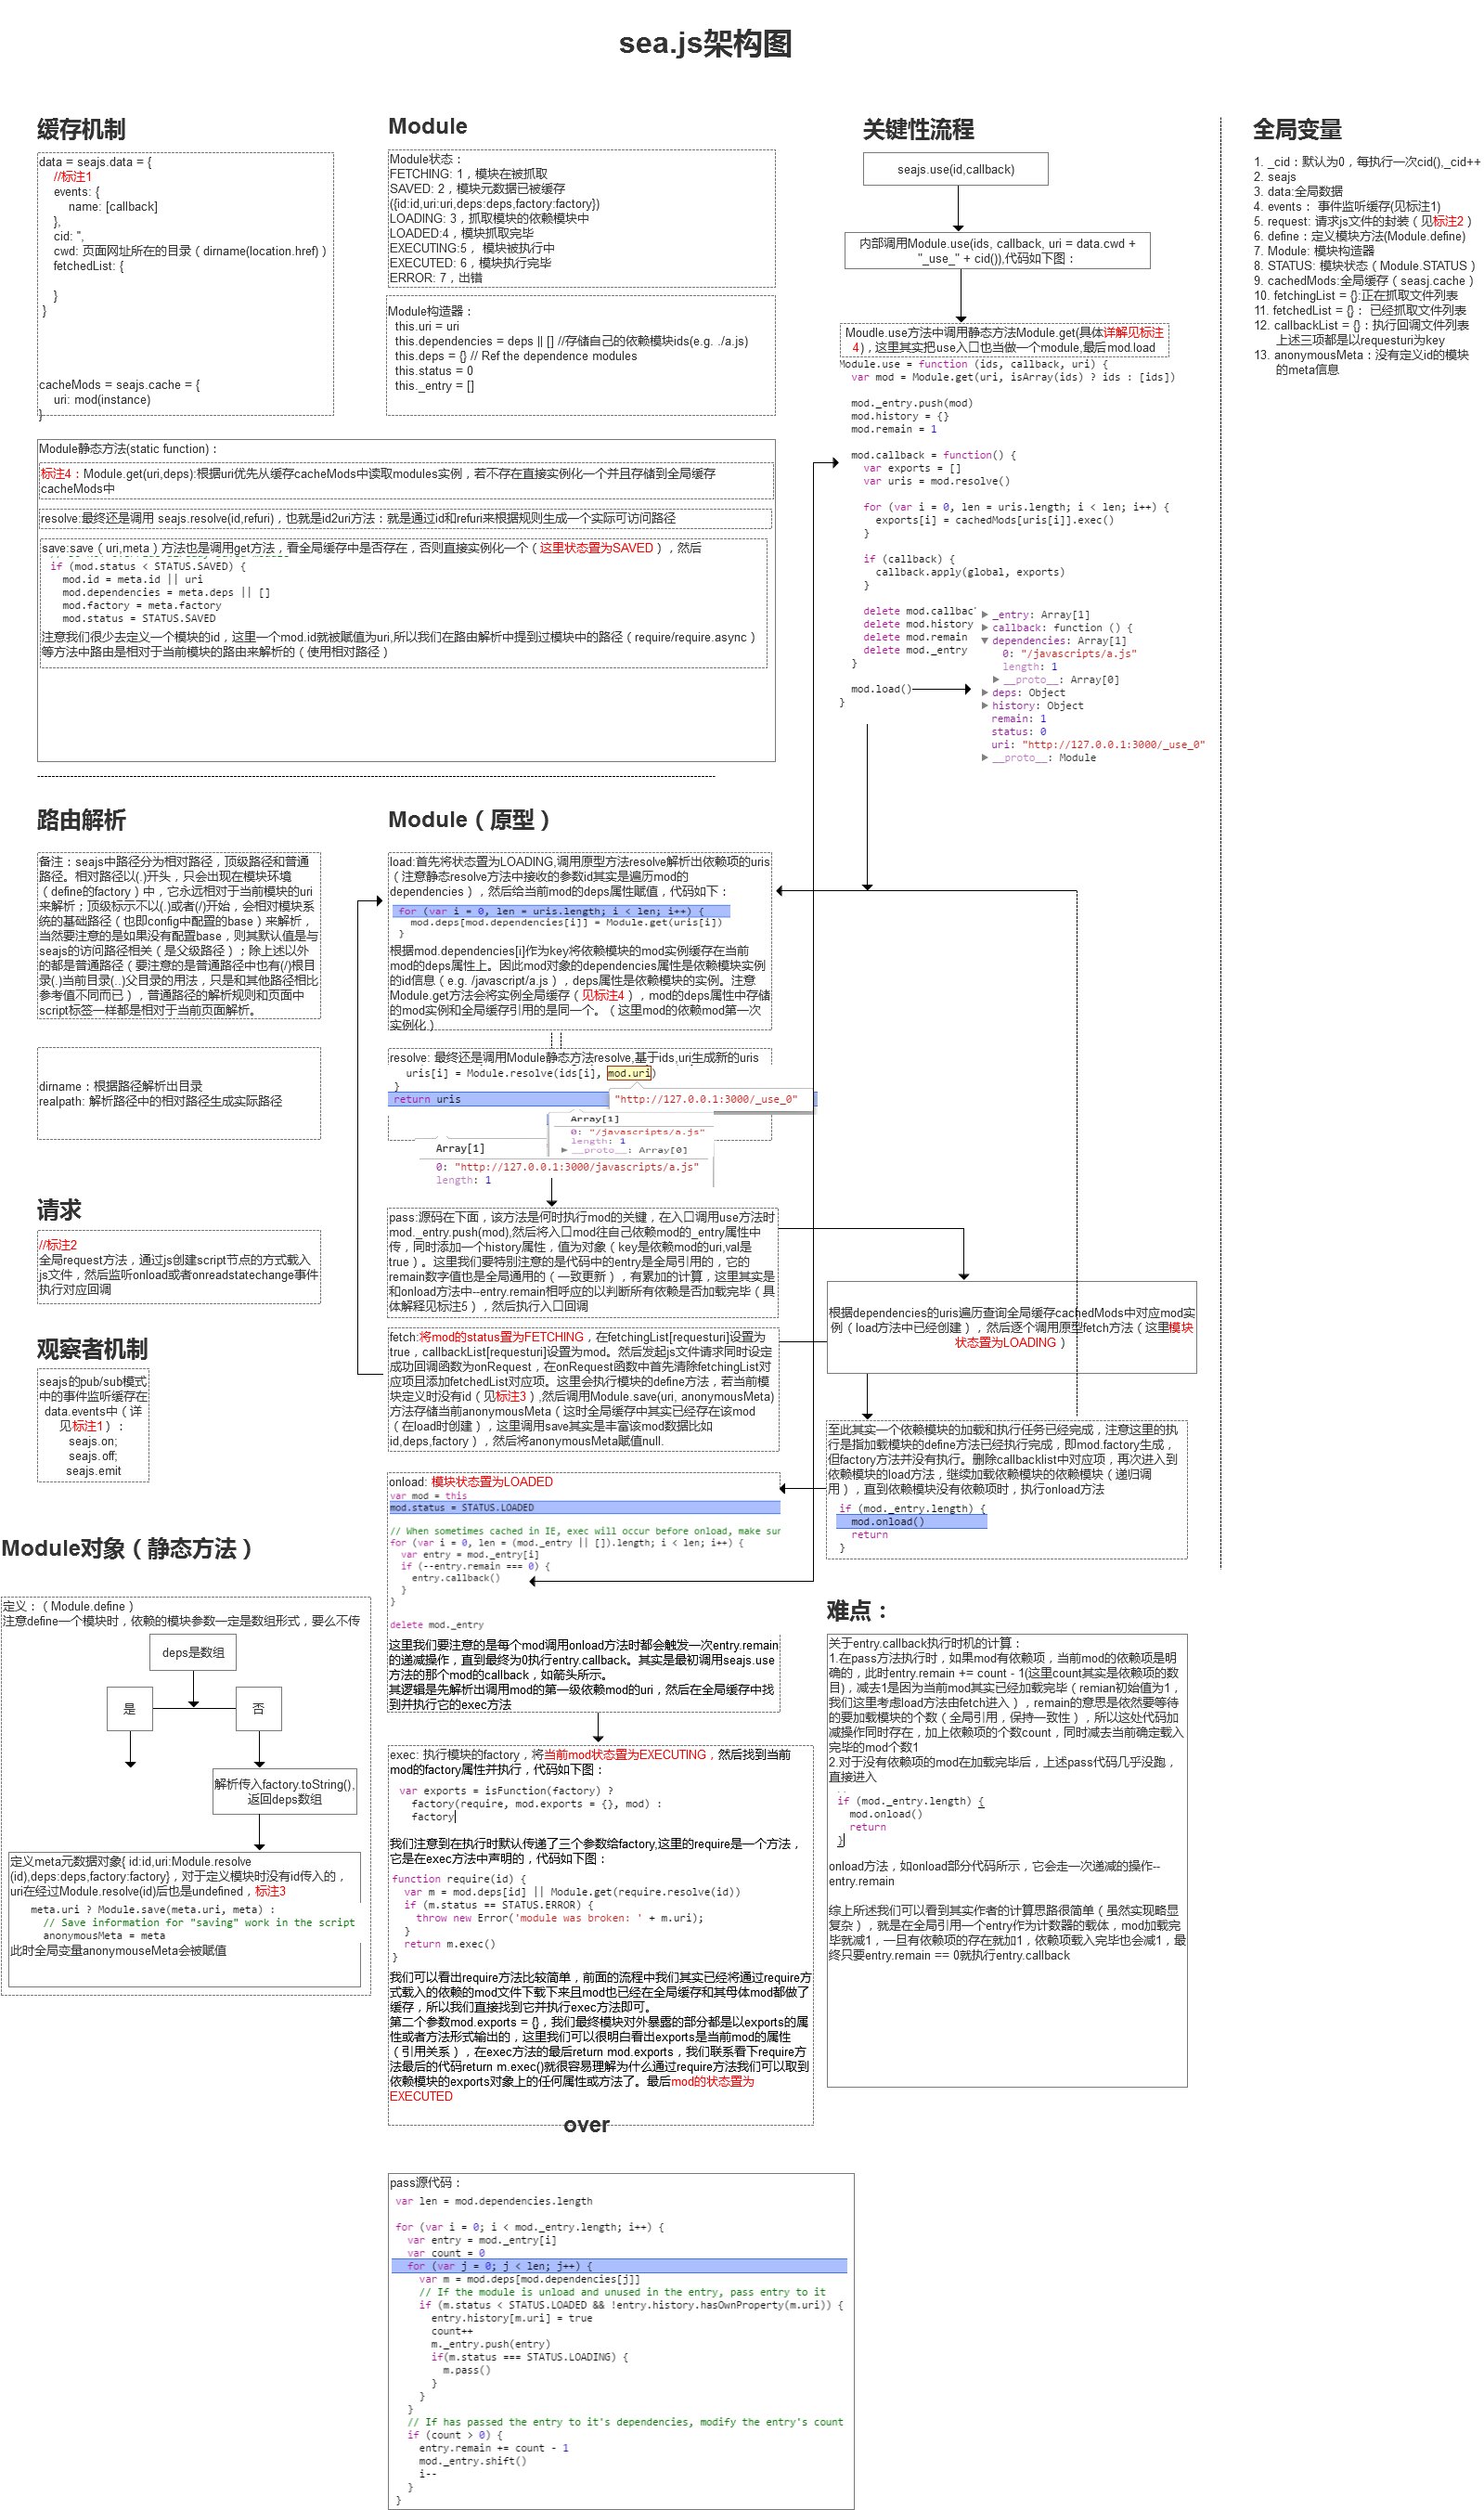 sea.js架构图
缓存机制
data = seajs.data = {
//标注1
events: {
name: [callback]
},
cid: '',
cwd: 页面网址所在的目录（dirname(location.href)）
fetchedList: {
}
}
cacheMods = seajs.cache = {
uri: mod(instance)
}
Module
Module状态：
FETCHING: 1，模块在被抓取
SAVED: 2，模块元数据已被缓存
({id:id,uri:uri,deps:deps,factory:factory})
LOADING: 3，抓取模块的依赖模块中
LOADED:4，模块抓取完毕
EXECUTING:5， 模块被执行中
EXECUTED: 6，模块执行完毕
ERROR: 7，出错
Module构造器：
this.uri = uri
this.dependencies = deps || [] //存储自己的依赖模块ids(e.g. ./a.js)
this.deps = {} // Ref the dependence modules
this.status = 0
this._entry = []
Module静态方法(static function)：
标注4：Module.get(uri,deps):根据uri优先从缓存cacheMods中读取modules实例，若不存在直接实例化一个并且存储到全局缓存
cacheMods中
resolve:最终还是调用 seajs.resolve(id,refuri)，也就是id2uri方法：就是通过id和refuri来根据规则生成一个实际可访问路径
save:save（uri,meta）方法也是调用get方法，看全局缓存中是否存在，否则直接实例化一个（这里状态置为SAVED），然后
if (mod.status < STATUS.SAVED) {
mod.id = meta.id || uri
mod.dependencies = meta.deps || []
mod.factory = meta.factory
mod.status = STATUS.SAVED
注意我们很少去定义一个模块的id，这里一个mod.id就被赋值为uri,所以我们在路由解析中提到过模块中的路径（require/require.async）
等方法中路由是相对于当前模块的路由来解析的（使用相对路径）
关键性流程
seajs.use(id,callback)
内部调用Module.use(ids, callback, uri = data.cwd +
"_use_" + cid()),代码如下图：
Moudle.use方法中调用静态方法Module.get(具体详解见标注
4)，这里其实把use入口也当做一个module,最后mod.load
Module.use = function (ids, callback, uri) {
var mod = Module.get(uri, isArray(ids) ? ids : [ids])
mod._entry.push(mod)
mod.history = {}
mod.remain = 1
mod.callback = function() {
var exports = []
var uris = mod.resolve()
for (var i = 0, len = uris.length; i < len; i++) {
exports[i] = cachedMods[uris[i]].exec()
}
if (callback) {
callback.apply(global, exports)
}
delete mod.callbac
delete mod.history
delete mod.remain
delete mod._entry
}
mod.load()
}
_entry: Array[1]
callback: function () {
dependencies: Array[1]
0: "/javascripts/a.js"
length: 1
__proto__: Array[0]
deps: Object
history: Object
remain: 1
status: 0
uri: "http://127.0.0.1:3000/_use_0"
__proto__: Module
全局变量
1. _cid：默认为0，每执行一次cid(),_cid++
2. seajs
3. data:全局数据
4. events： 事件监听缓存(见标注1)
5. request: 请求js文件的封装（见标注2）
6. define：定义模块方法(Module.define)
7. Module: 模块构造器
8. STATUS: 模块状态（Module.STATUS）
9. cachedMods:全局缓存（seasj.cache）
10. fetchingList = {}:正在抓取文件列表
11. fetchedList = {}： 已经抓取文件列表
12. callbackList = {}：执行回调文件列表
上述三项都是以requesturi为key
13. anonymousMeta：没有定义id的模块
的meta信息
路由解析
备注：seajs中路径分为相对路径，顶级路径和普通
路径。相对路径以(.)开头，只会出现在模块环境
（define的factory）中，它永远相对于当前模块的uri
来解析；顶级标示不以(.)或者(/)开始，会相对模块系
统的基础路径（也即config中配置的base）来解析，
当然要注意的是如果没有配置base，则其默认值是与
seajs的访问路径相关（是父级路径）；除上述以外
的都是普通路径（要注意的是普通路径中也有(/)根目
录(.)当前目录(..)父目录的用法，只是和其他路径相比
参考值不同而已），普通路径的解析规则和页面中
script标签一样都是相对于当前页面解析。
dirname：根据路径解析出目录
realpath: 解析路径中的相对路径生成实际路径
请求
//标注2
全局request方法，通过js创建script节点的方式载入
js文件，然后监听onload或者onreadstatechange事件
执行对应回调
观察者机制
seajs的pub/sub模式
中的事件监听缓存在
data.events中（详
见标注1）：
seajs.on;
seajs.off;
seajs.emit
Module（原型）
load:首先将状态置为LOADING,调用原型方法resolve解析出依赖项的uris
（注意静态resolve方法中接收的参数id其实是遍历mod的
dependencies），然后给当前mod的deps属性赋值，代码如下：
for (var i = 0, len = uris.length; i < len; i++) {
mod.deps[mod.dependencies[i]] = Module.get(uris[i])
}
根据mod.dependencies[i]作为key将依赖模块的mod实例缓存在当前
mod的deps属性上。因此mod对象的dependencies属性是依赖模块实例
的id信息（e.g. /javascript/a.js），deps属性是依赖模块的实例。注意
Module.get方法会将实例全局缓存（见标注4），mod的deps属性中存储
的mod实例和全局缓存引用的是同一个。（这里mod的依赖mod第一次
实例化）
resolve: 最终还是调用Module静态方法resolve,基于ids,uri生成新的uris
uris[i] = Module.resolve(ids[i], mod.uri)
}
return uris
"http://127.0.0.1:3000/_use_0"
Array[1]
0: "/javascripts/a.js"
length: 1
__proto__: Array[0]
Array[1]
0: "http://127.0.0.1:3000/javascripts/a.js"
length: 1
pass:源码在下面，该方法是何时执行mod的关键，在入口调用use方法时
mod._entry.push(mod),然后将入口mod往自己依赖mod的_entry属性中
传，同时添加一个history属性，值为对象（key是依赖mod的uri,val是
true）。这里我们要特别注意的是代码中的entry是全局引用的，它的
remain数字值也是全局通用的（一致更新），有累加的计算，这里其实是
和onload方法中--entry.remain相呼应的以判断所有依赖是否加载完毕（具
体解释见标注5），然后执行入口回调
fetch:将mod的status置为FETCHING，在fetchingList[requesturi]设置为
true，callbackList[requesturi]设置为mod。然后发起js文件请求同时设定
成功回调函数为onRequest，在onRequest函数中首先清除fetchingList对
应项且添加fetchedList对应项。这里会执行模块的define方法，若当前模
块定义时没有id（见标注3）,然后调用Module.save(uri, anonymousMeta)
方法存储当前anonymousMeta（这时全局缓存中其实已经存在该mod
（在load时创建），这里调用save其实是丰富该mod数据比如
id,deps,factory），然后将anonymousMeta赋值null.
根据dependencies的uris遍历查询全局缓存cachedMods中对应mod实
例（load方法中已经创建），然后逐个调用原型fetch方法（这里模块
状态置为LOADING）
至此其实一个依赖模块的加载和执行任务已经完成，注意这里的执
行是指加载模块的define方法已经执行完成，即mod.factory生成，
但factory方法并没有执行。删除callbacklist中对应项，再次进入到
依赖模块的load方法，继续加载依赖模块的依赖模块（递归调
用），直到依赖模块没有依赖项时，执行onload方法
if (mod._entry.length) {
mod.onload()
return
}
onload: 模块状态置为LOADED
var mod = this
mod.status = STATUS.LOADED
// When sometimes cached in IE, exec will occur before onload, make sur
for (var i = 0, len = (mod._entry || []).length; i < len; i++) {
var entry = mod._entry[i]
if (--entry.remain === 0) {
entry.callback()
}
}
delete mod._entry
这里我们要注意的是每个mod调用onload方法时都会触发一次entry.remain
的递减操作，直到最终为0执行entry.callback。其实是最初调用seajs.use
方法的那个mod的callback，如箭头所示。
其逻辑是先解析出调用mod的第一级依赖mod的uri，然后在全局缓存中找
到并执行它的exec方法
Module对象（静态方法）
定义：（Module.define）
注意define一个模块时，依赖的模块参数一定是数组形式，要么不传
deps是数组
是
否
解析传入factory.toString(),
返回deps数组
定义meta元数据对象{ id:id,uri:Module.resolve
(id),deps:deps,factory:factory}，对于定义模块时没有id传入的，
uri在经过Module.resolve(id)后也是undefined，标注3
meta.uri ? Module.save(meta.uri, meta) :
// Save information for "saving" work in the script
anonymousMeta = meta
此时全局变量anonymouseMeta会被赋值
exec: 执行模块的factory，将当前mod状态置为EXECUTING，然后找到当前
mod的factory属性并执行，代码如下图：
var exports = isFunction(factory) ?
factory(require, mod.exports = {}, mod) :
factory
我们注意到在执行时默认传递了三个参数给factory,这里的require是一个方法，
它是在exec方法中声明的，代码如下图：
function require(id) {
var m = mod.deps[id] || Module.get(require.resolve(id))
if (m.status == STATUS.ERROR) {
throw new Error('module was broken: ' + m.uri);
}
return m.exec()
}
我们可以看出require方法比较简单，前面的流程中我们其实已经将通过require方
式载入的依赖的mod文件下载下来且mod也已经在全局缓存和其母体mod都做了
缓存，所以我们直接找到它并执行exec方法即可。
第二个参数mod.exports = {}，我们最终模块对外暴露的部分都是以exports的属
性或者方法形式输出的，这里我们可以很明白看出exports是当前mod的属性
（引用关系），在exec方法的最后return mod.exports，我们联系看下require方
法最后的代码return m.exec()就很容易理解为什么通过require方法我们可以取到
依赖模块的exports对象上的任何属性或方法了。最后mod的状态置为
EXECUTED
over
难点：
关于entry.callback执行时机的计算：
1.在pass方法执行时，如果mod有依赖项，当前mod的依赖项是明
确的，此时entry.remain += count - 1(这里count其实是依赖项的数
目)，减去1是因为当前mod其实已经加载完毕（remian初始值为1，
我们这里考虑load方法由fetch进入），remain的意思是依然要等待
的要加载模块的个数（全局引用，保持一致性），所以这处代码加
减操作同时存在，加上依赖项的个数count，同时减去当前确定载入
完毕的mod个数1
2.对于没有依赖项的mod在加载完毕后，上述pass代码几乎没跑，
直接进入
if (mod._entry.length) {
mod.onload()
return
}
onload方法，如onload部分代码所示，它会走一次递减的操作--
entry.remain
综上所述我们可以看到其实作者的计算思路很简单（虽然实现略显
复杂），就是在全局引用一个entry作为计数器的载体，mod加载完
毕就减1，一旦有依赖项的存在就加1，依赖项载入完毕也会减1，最
终只要entry.remain == 0就执行entry.callback
pass源代码：
var len = mod.dependencies.length
for (var i = 0; i < mod._entry.length; i++) {
var entry = mod._entry[i]
var count = 0
for (var j = 0; j < len; j++) {
var m = mod.deps[mod.dependencies[j]]
// If the module is unload and unused in the entry, pass entry to it
if (m.status < STATUS.LOADED && !entry.history.hasOwnProperty(m.uri)) {
entry.history[m.uri] = true
count++
m._entry.push(entry)
if(m.status === STATUS.LOADING) {
m.pass()
}
}
}
// If has passed the entry to it's dependencies, modify the entry's count
if (count > 0) {
entry.remain += count - 1
mod._entry.shift()
i--
}
}